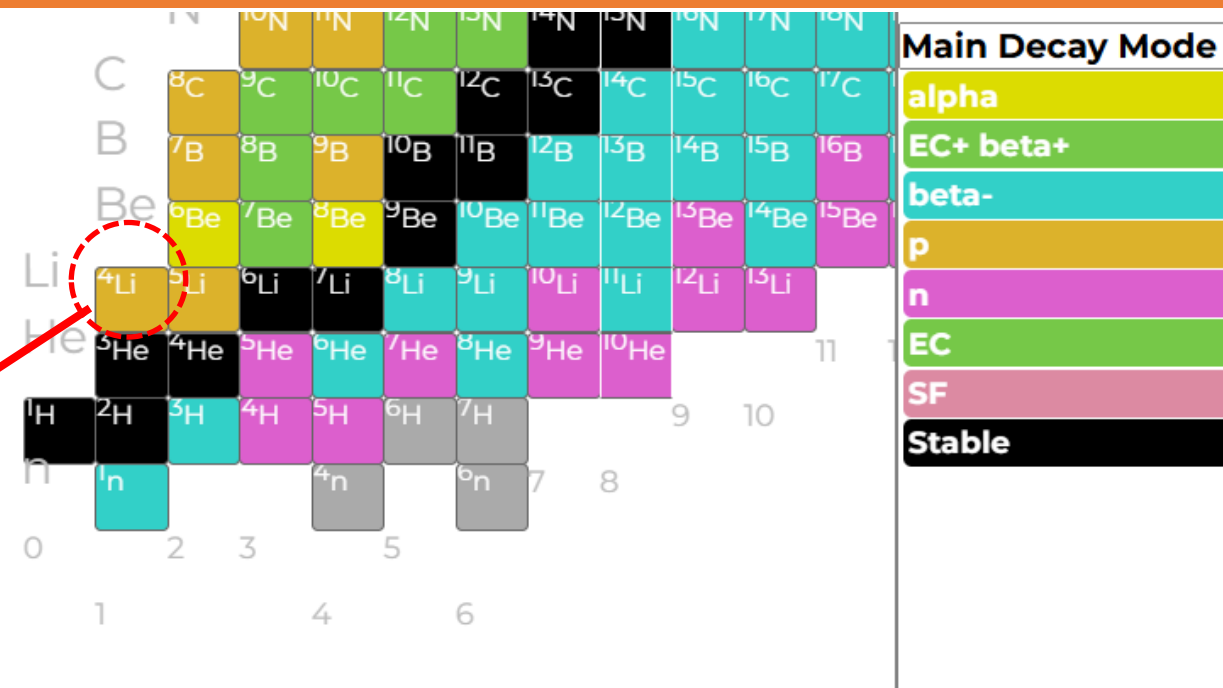 N ¹⁰N ¹¹N ¹²N ¹³N ¹⁴N ¹⁵N ¹⁶N ¹⁷N ¹⁸N
Main Decay Mode
C ⁸C ⁹C ¹⁰C ¹¹C ¹²C ¹³C ¹⁴C ¹⁵C ¹⁶C ¹⁷C
alpha
B ⁷B ⁸B ⁹B ¹⁰B ¹¹B ¹²B ¹³B ¹⁴B ¹⁵B ¹⁶B
EC+ beta+
beta-
Be ⁶Be ⁷Be ⁸Be ⁹Be ¹⁰Be ¹¹Be ¹²Be ¹³Be ¹⁴Be ¹⁵Be
p
Li ⁴Li ⁵Li ⁶Li ⁷Li ⁸Li ⁹Li ¹⁰Li ¹¹Li ¹²Li ¹³Li
n
He ³He ⁴He ⁵He ⁶He ⁷He ⁸He ⁹He ¹⁰He 11
EC
SF
¹H ²H ³H ⁴H ⁵H ⁶H ⁷H 9 10
Stable
n ¹n ⁴n ⁶n 7 8
0 2 3 5
1 4 6